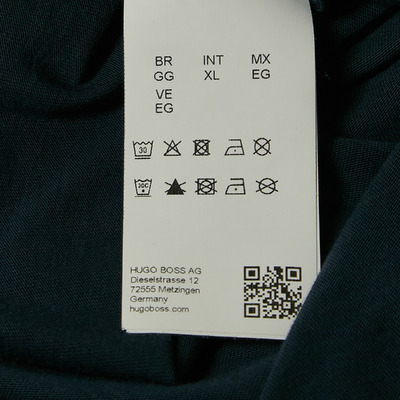 BR INT MX
GG XL EG
VE
EG
30
30C
HUGO BOSS AG
Dieselstrasse 12
72555 Metzingen
Germany
hugoboss.com